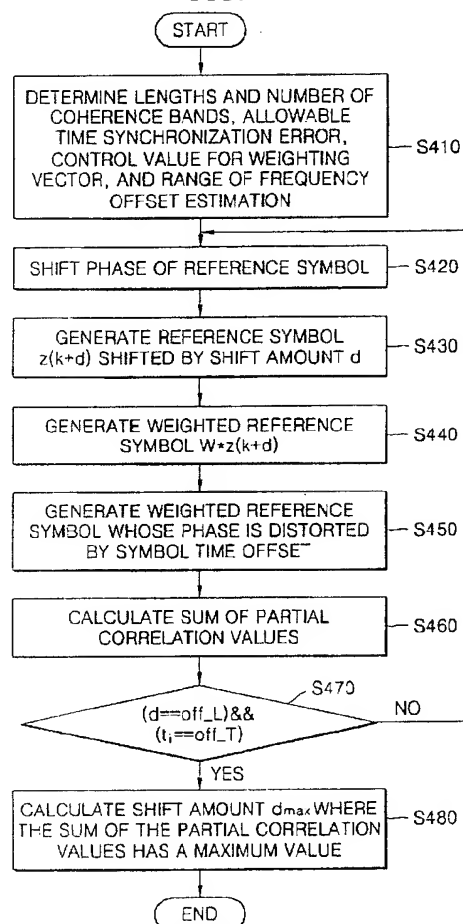 START
DETERMINE LENGTHS AND NUMBER OF
COHERENCE BANDS, ALLOWABLE
TIME SYNCHRONIZATION ERROR,
CONTROL VALUE FOR WEIGHTING
VECTOR, AND RANGE OF FREQUENCY
OFFSET ESTIMATION
S410
SHIFT PHASE OF REFERENCE SYMBOL
S420
GENERATE REFERENCE SYMBOL
z(k+d) SHIFTED BY SHIFT AMOUNT d
S430
GENERATE WEIGHTED REFERENCE
SYMBOL W*z(k+d)
S440
GENERATE WEIGHTED REFERENCE
SYMBOL WHOSE PHASE IS DISTORTED
BY SYMBOL TIME OFFSET
S450
CALCULATE SUM OF PARTIAL
CORRELATION VALUES
S460
S470
(d==off_L)&&
(ti==off_T)
NO
YES
CALCULATE SHIFT AMOUNT dmax WHERE
THE SUM OF THE PARTIAL CORRELATION
VALUES HAS A MAXIMUM VALUE
S480
END